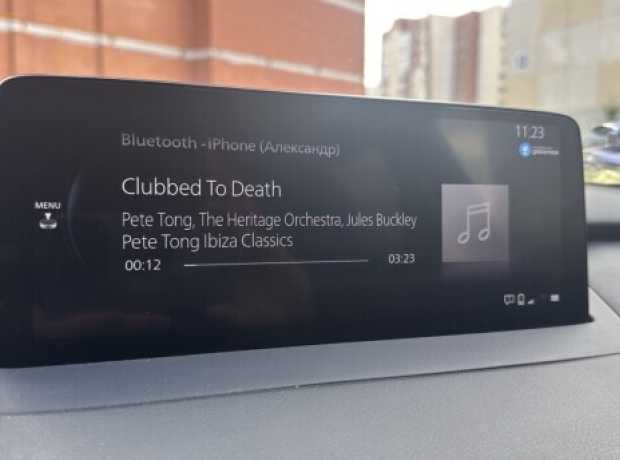 11:23
Bluetooth - iPhone (Александр)
MENU
Clubbed To Death
Pete Tong, The Heritage Orchestra, Jules Buckley
Pete Tong Ibiza Classics
00:12
03:23